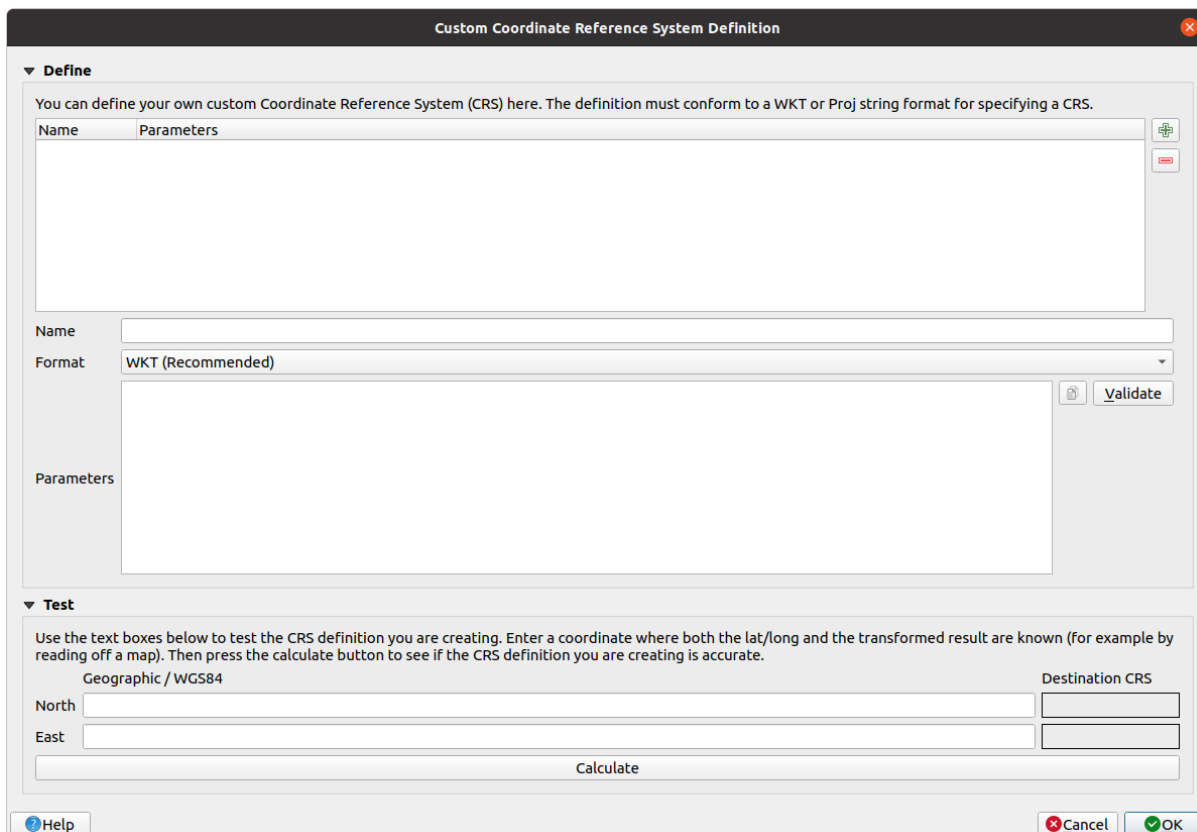 Custom Coordinate Reference System Definition
Define
You can define your own custom Coordinate Reference System (CRS) here. The definition must conform to a WKT or Proj string format for specifying a CRS.
Name Parameters
Name
Format WKT (Recommended)
Validate
Parameters
Test
Use the text boxes below to test the CRS definition you are creating. Enter a coordinate where both the lat/long and the transformed result are known (for example by
reading off a map). Then press the calculate button to see if the CRS definition you are creating is accurate.
Geographic / WGS84 Destination CRS
North
East
Calculate
Help Cancel OK